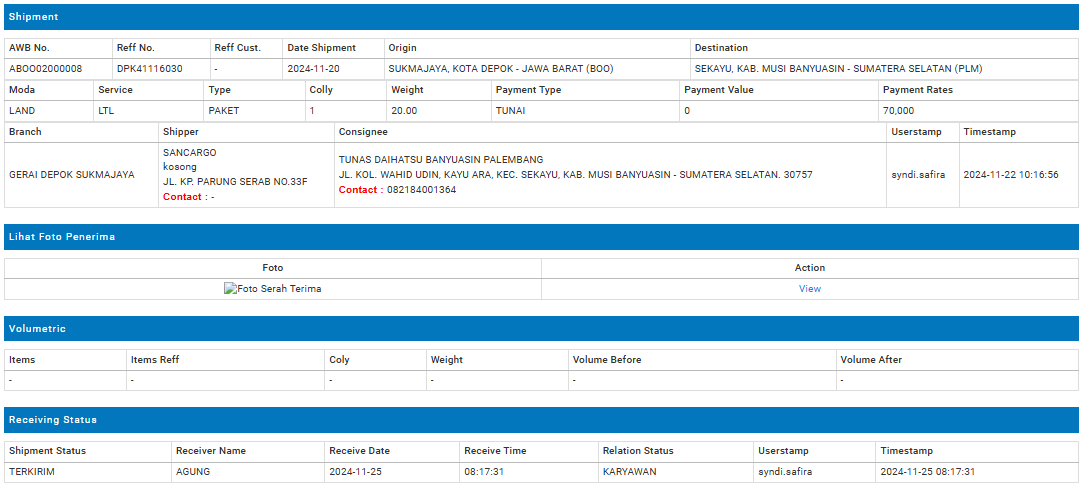 Shipment
AWB No. Reff No. Reff Cust. Date Shipment Origin Destination
ABOO02000008 DPK41116030 - 2024-11-20 SUKMAJAYA, KOTA DEPOK - JAWA BARAT (BOO) SEKAYU, KAB. MUSI BANYUASIN - SUMATERA SELATAN (PLM)
Moda Service Type Colly Weight Payment Type Payment Value Payment Rates
LAND LTL PAKET 1 20.00 TUNAI 0 70,000
Branch Shipper Consignee Userstamp Timestamp
GERAI DEPOK SUKMAJAYA
SANCARGO
kosong
JL. KP. PARUNG SERAB NO.33F
Contact : -
TUNAS DAIHATSU BANYUASIN PALEMBANG
JL. KOL. WAHID UDIN, KAYU ARA, KEC. SEKAYU, KAB. MUSI BANYUASIN - SUMATERA SELATAN. 30757
Contact : 082184001364
syndi.safira
2024-11-22 10:16:56
Lihat Foto Penerima
Foto Action
Foto Serah Terima View
Volumetric
Items Items Reff Coly Weight Volume Before Volume After
- - - - - -
Receiving Status
Shipment Status Receiver Name Receive Date Receive Time Relation Status Userstamp Timestamp
TERKIRIM AGUNG 2024-11-25 08:17:31 KARYAWAN syndi.safira 2024-11-25 08:17:31